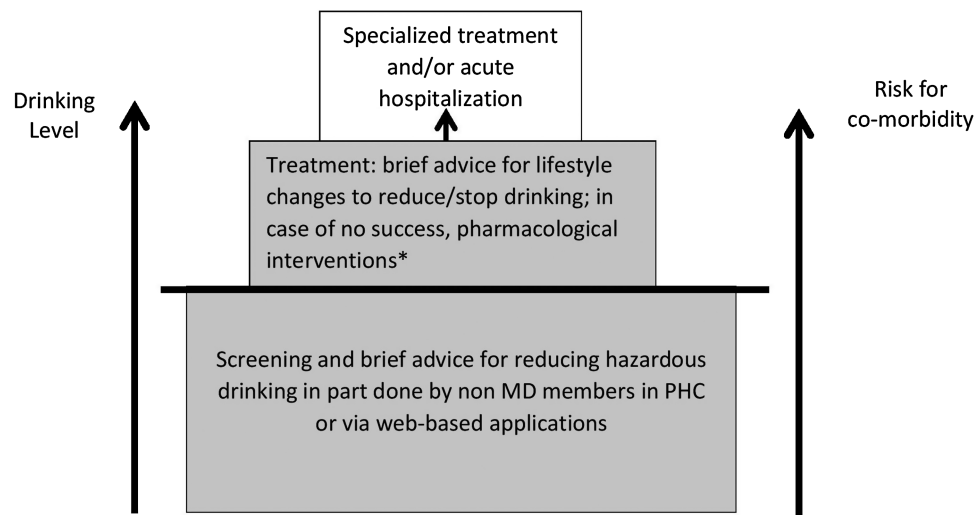 Specialized treatment
and/or acute
hospitalization
Drinking
Level
Risk for
co-morbidity
Treatment: brief advice for lifestyle
changes to reduce/stop drinking; in
case of no success, pharmacological
interventions*
Screening and brief advice for reducing hazardous
drinking in part done by non MD members in PHC
or via web-based applications